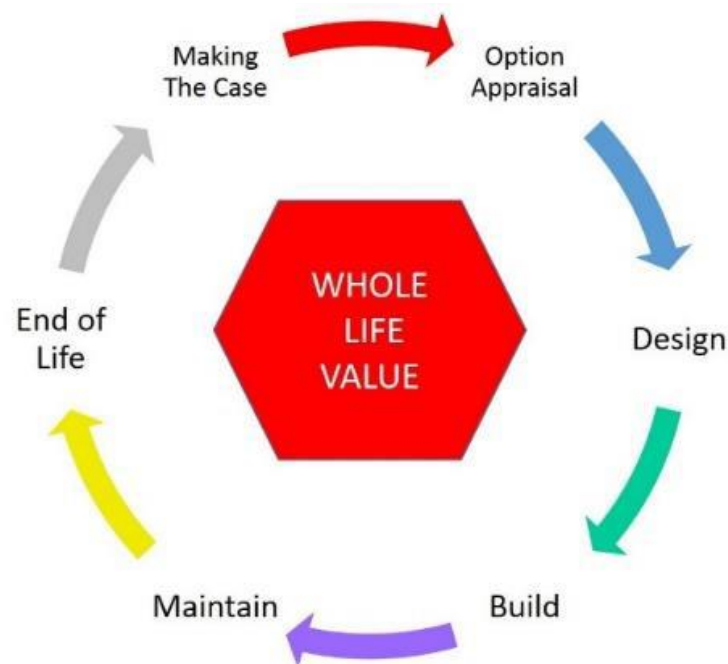 Making
The Case
Option
Appraisal
Design
Build
Maintain
End of
Life
WHOLE
LIFE
VALUE